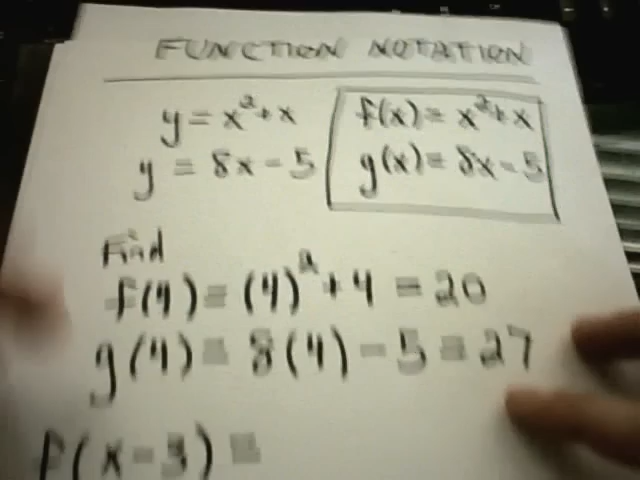 FUNCTION NOTATION
y = x² + x f(x) = x² + x
y = 8x - 5 g(x) = 8x - 5
Find
f(4) = (4)² + 4 = 20
g(4) = 8(4) - 5 = 27
f(x-3) =